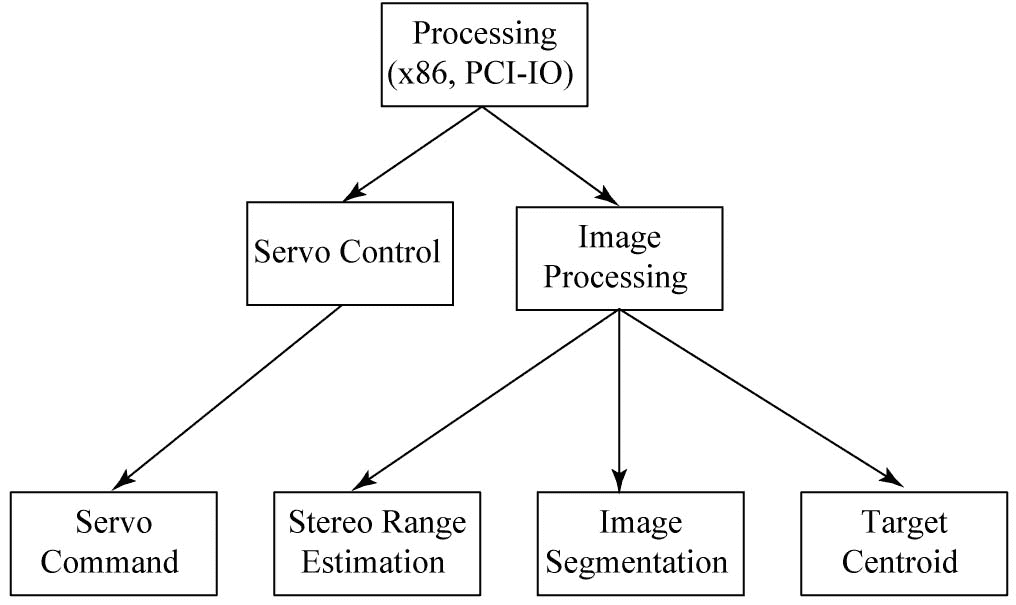 Processing
(x86, PCI-IO)
Servo Control
Image
Processing
Servo
Command
Stereo Range
Estimation
Image
Segmentation
Target
Centroid